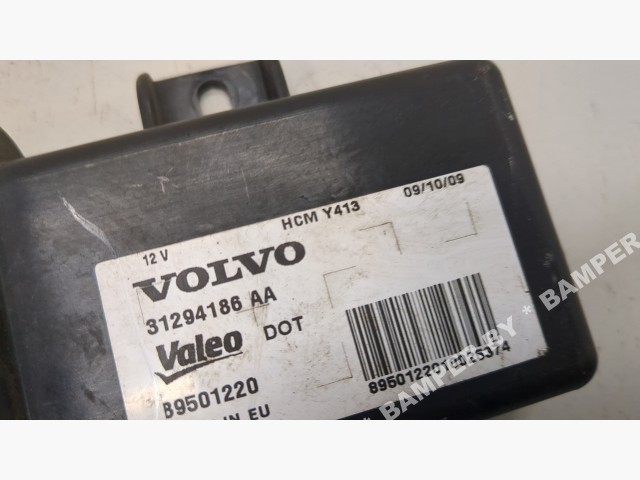 12 V HCM Y413 09/10/09
VOLVO
31294186 AA
Valeo DOT
89501220
IN EU
* BAMPER.BY * BAMPER